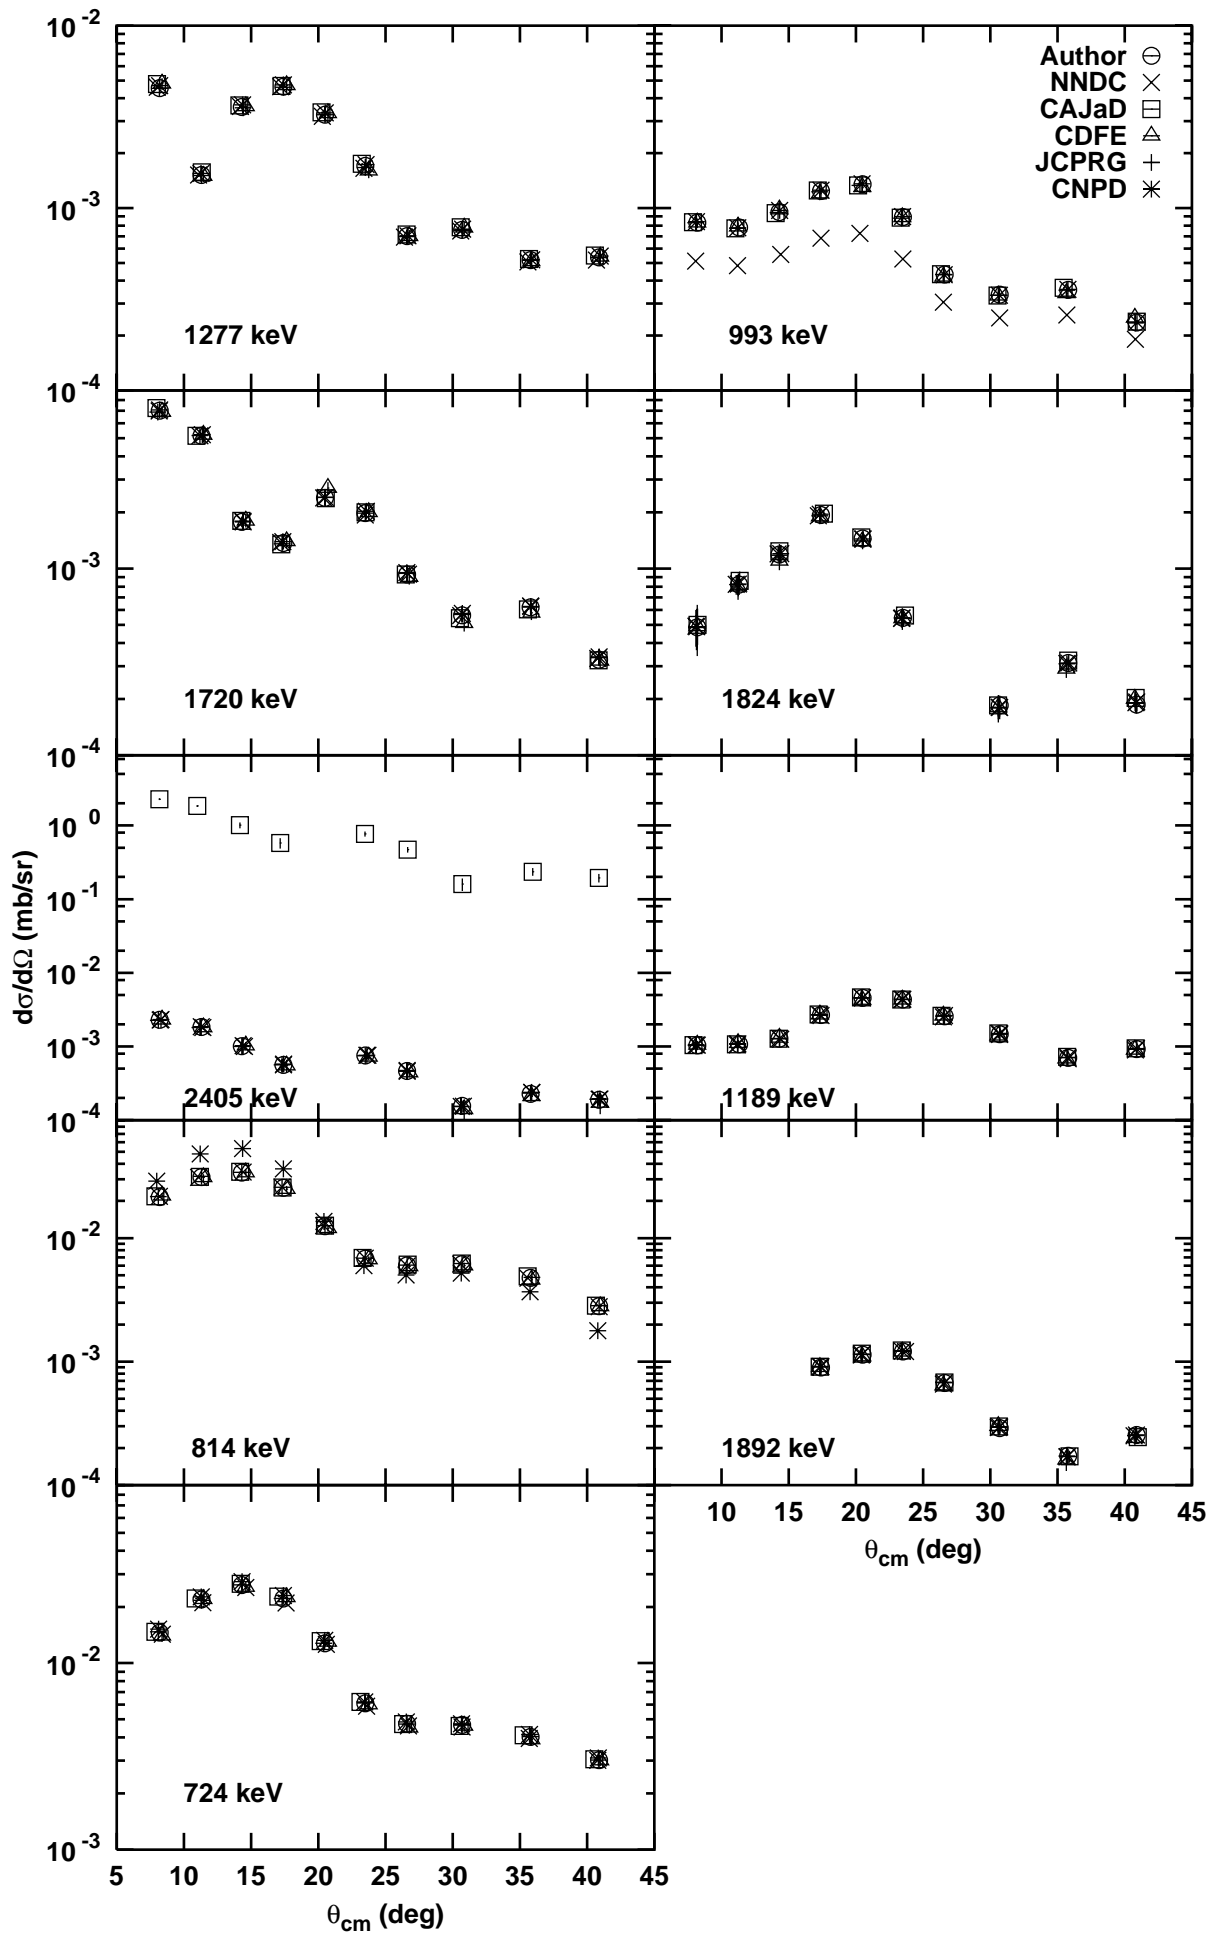 10 -2
Author
NNDC
CAJaD
CDFE
JCPRG
CNPD
10 -3
1277 keV
993 keV
10 -4
10 -3
1720 keV
1824 keV
10 -4
10 0
10 -1
10 -2
10 -3
2405 keV
1189 keV
10 -4
dσ/dΩ (mb/sr)
10 -2
10 -3
814 keV
1892 keV
10 -4
10 15 20 25 30 35 40 45
θcm (deg)
10 -2
724 keV
10 -3
5 10 15 20 25 30 35 40 45
θcm (deg)